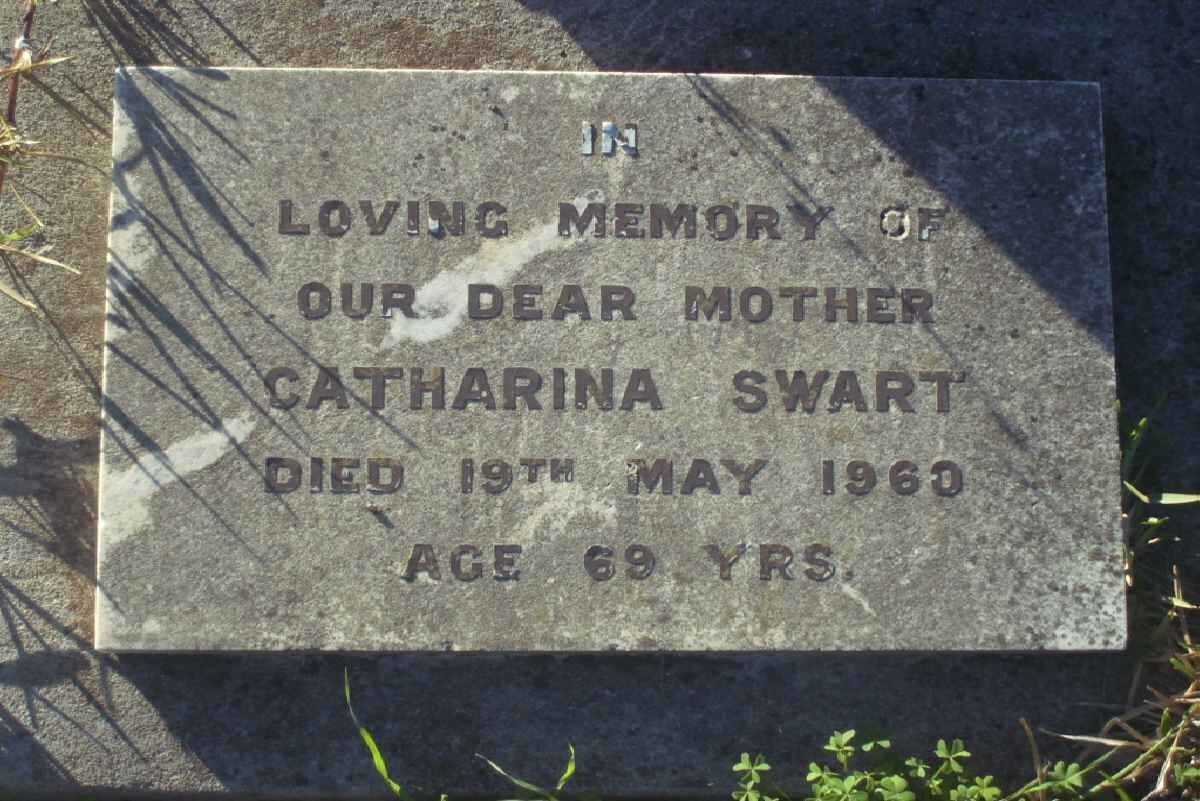 IN
LOVING MEMORY OF
OUR DEAR MOTHER
CATHARINA SWART
DIED 19TH MAY 1960
AGE 69 YRS.